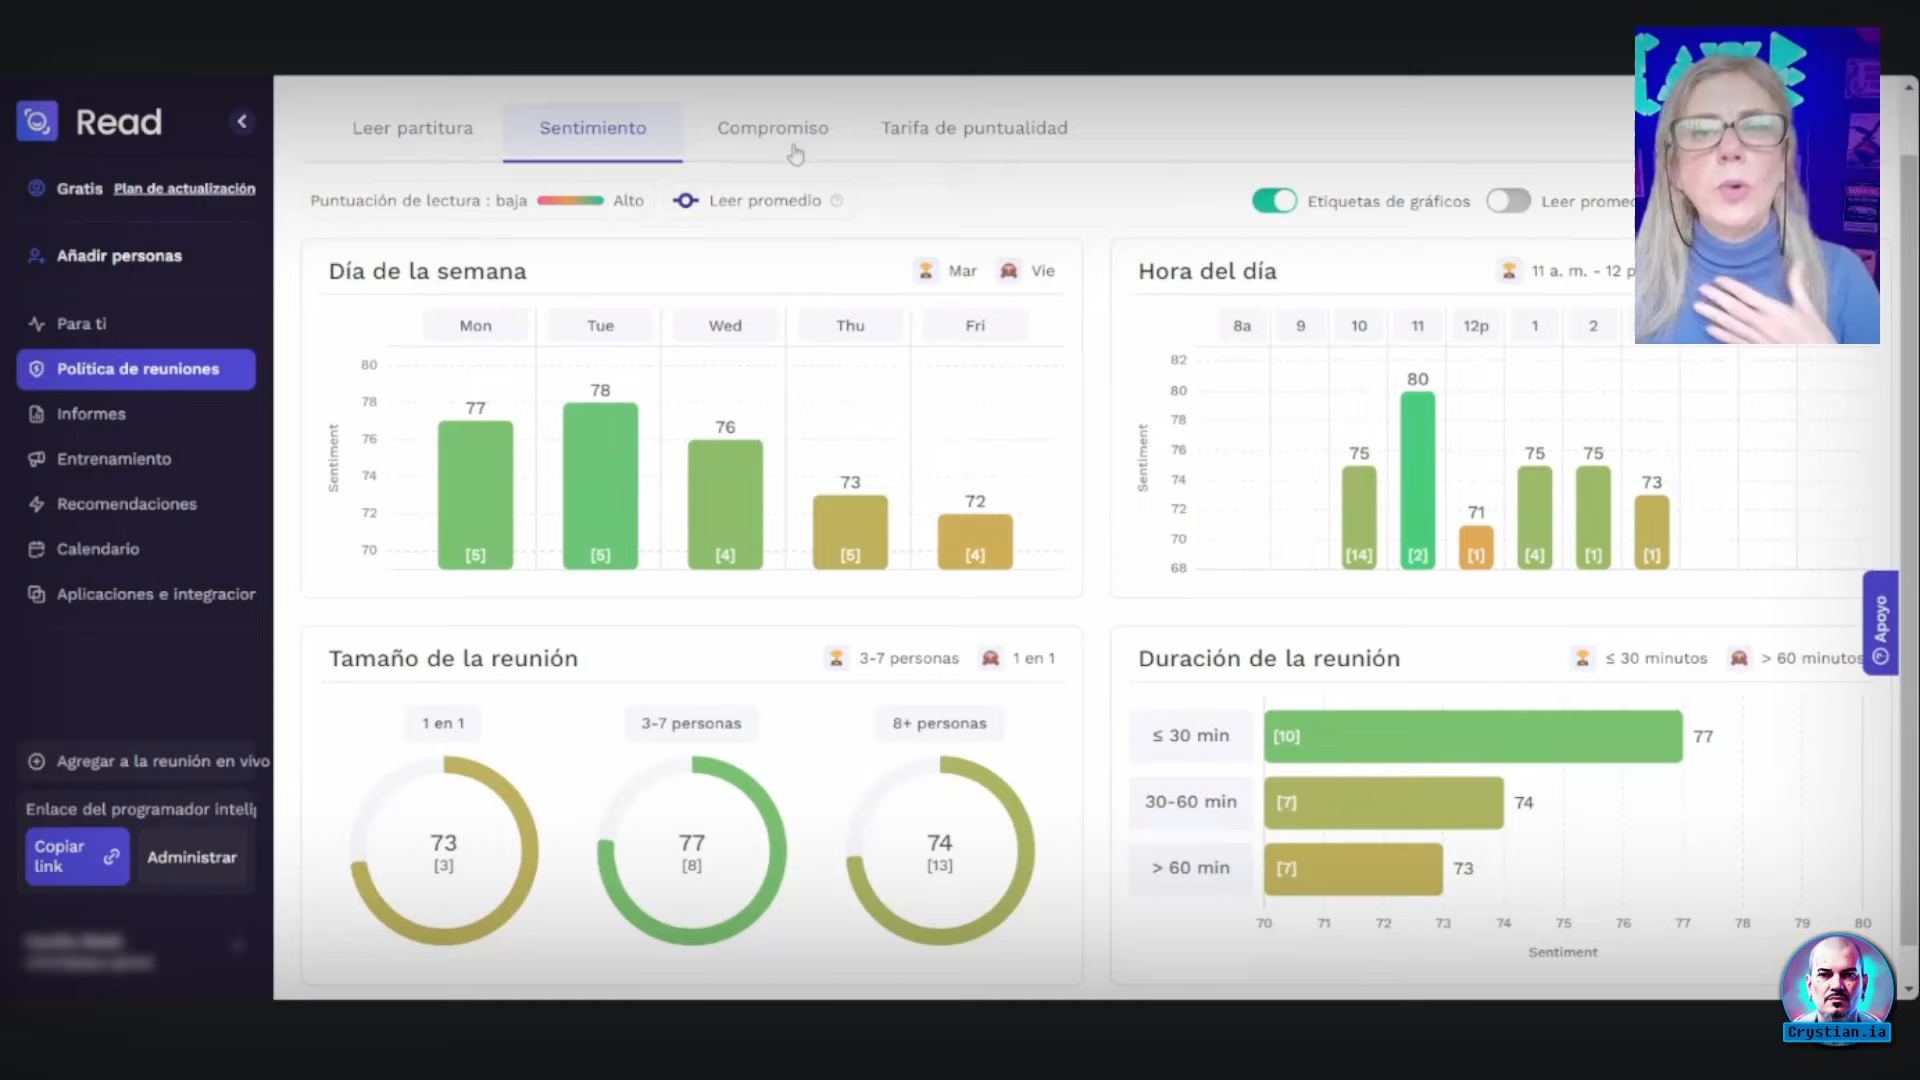 Read
Gratis Plan de actualización
Añadir personas
Para ti
Política de reuniones
Informes
Entrenamiento
Recomendaciones
Calendario
Aplicaciones e integracior
Agregar a la reunión en vivo
Enlace del programador inteli
Copiar link
Administrar
Leer partitura
Sentimiento
Compromiso
Tarifa de puntualidad
Puntuación de lectura : baja
Alto
Leer promedio
Etiquetas de gráficos
Leer prome
Día de la semana
Mar
Vie
Mon Tue Wed Thu Fri
80
78
76
74
72
70
Sentiment
77
78
76
73
72
[5] [5] [4] [5] [4]
Hora del día
11 a. m. - 12 p
8a 9 10 11 12p 1 2
82
80
78
76
74
72
70
68
Sentiment
75
80
71
75
75
73
[14] [2] [1] [4] [1] [1]
Tamaño de la reunión
3-7 personas
1 en 1
1 en 1
3-7 personas
8+ personas
73
[3]
77
[8]
74
[13]
Duración de la reunión
≤ 30 minutos
> 60 minutos
≤ 30 min
[10]
77
30-60 min
[7]
74
> 60 min
[7]
73
70 71 72 73 74 75 76 77 78 79 80
Sentiment
Apoyo
Crystian.ia